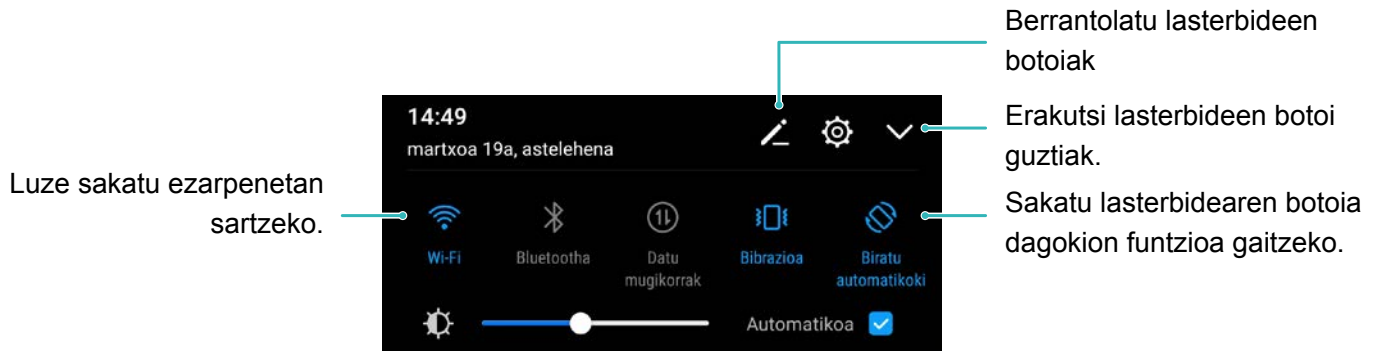 Berrantolatu lasterbideen
botoiak
14:49
martxoa 19a, astelehena
Erakutsi lasterbideen botoi
guztiak.
Luze sakatu ezarpenetan
sartzeko.
Sakatu lasterbidearen botoia
dagokion funtzioa gaitzeko.
Wi-Fi
Bluetootha
Datu
mugikorrak
Bibrazioa
Biratu
automatikoki
Automatikoa